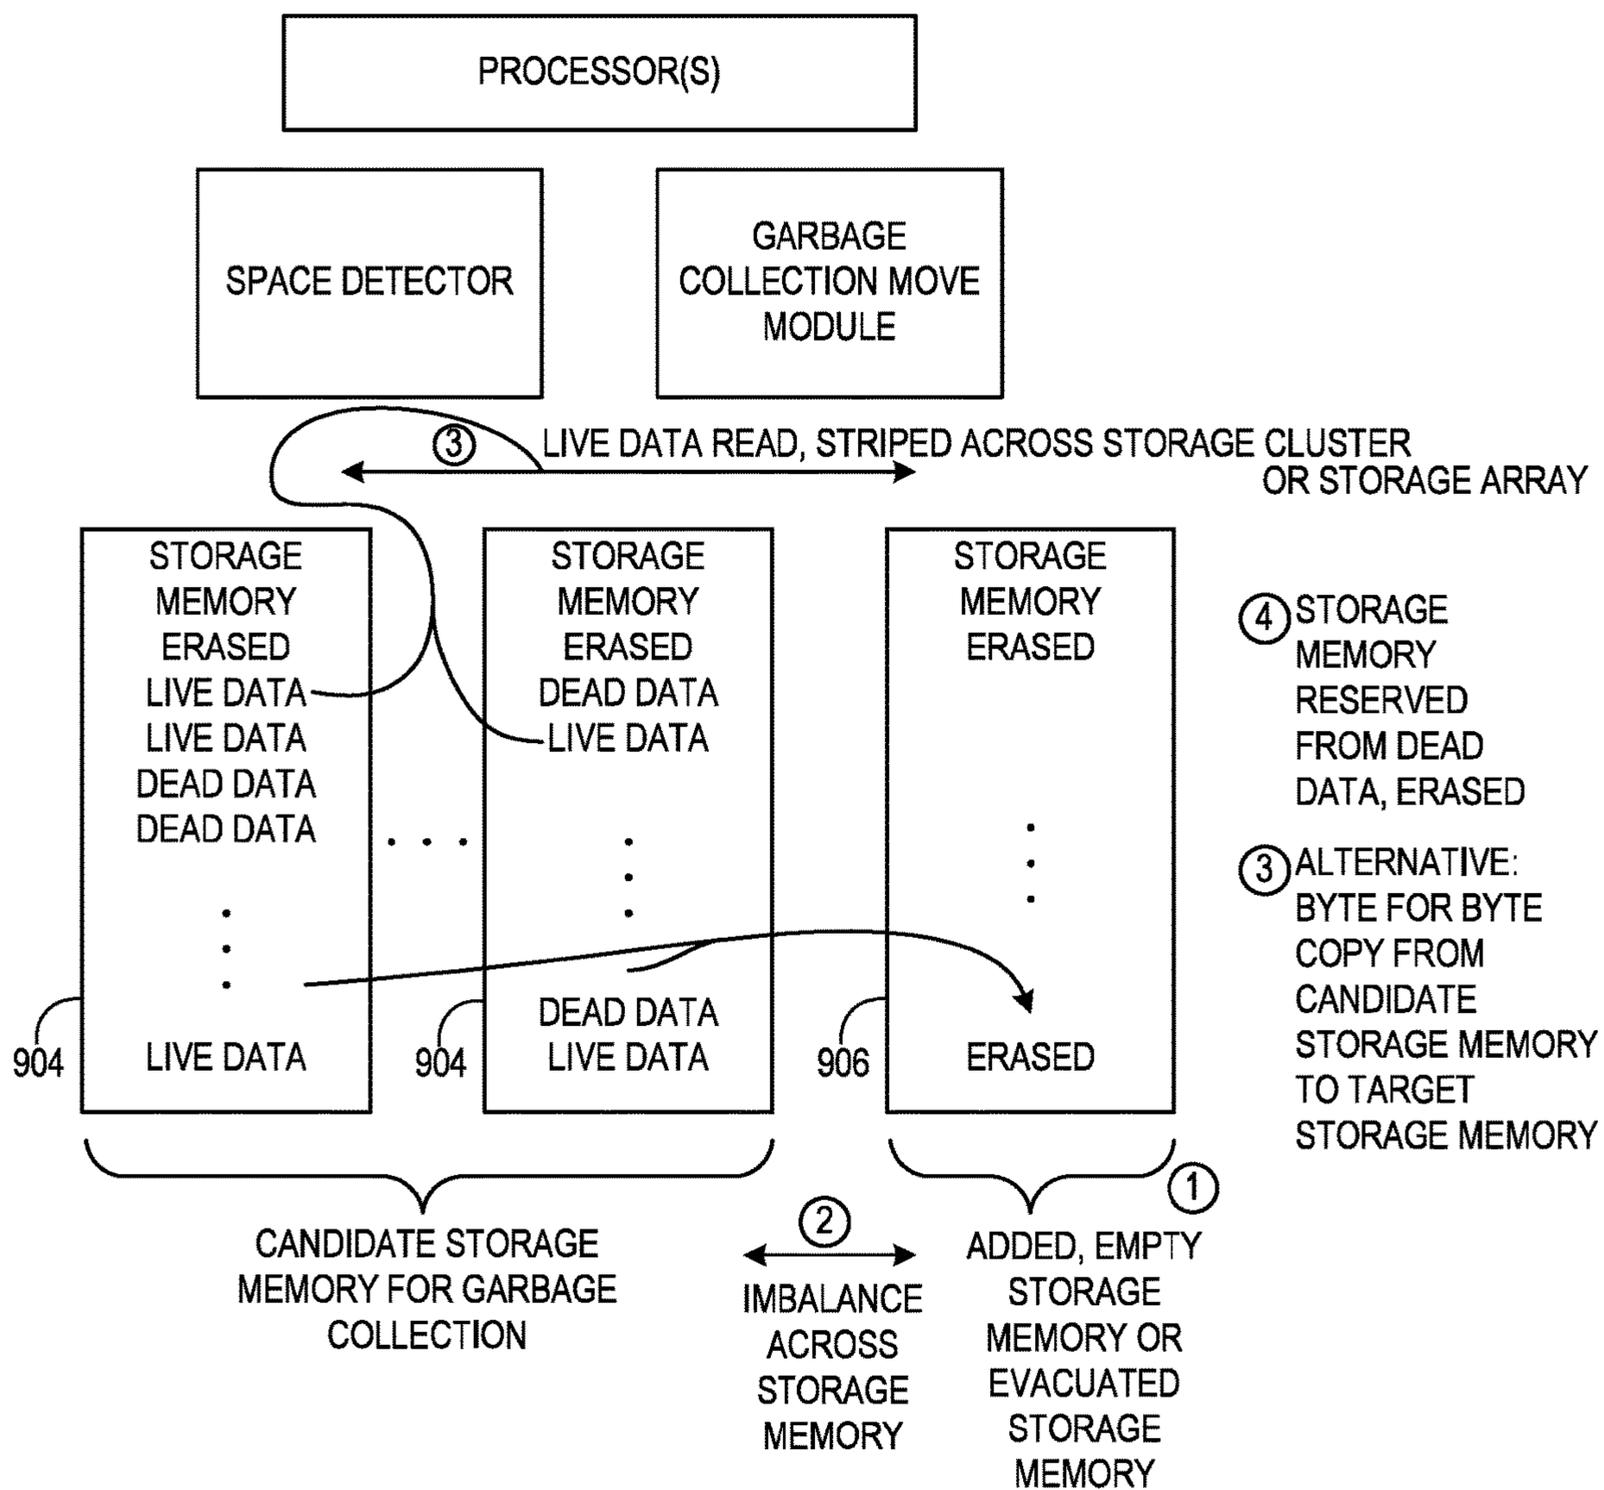 PROCESSOR(S)
SPACE DETECTOR
GARBAGE
COLLECTION MOVE
MODULE
3
LIVE DATA READ, STRIPED ACROSS STORAGE CLUSTER
OR STORAGE ARRAY
STORAGE
MEMORY
ERASED
LIVE DATA
LIVE DATA
DEAD DATA
DEAD DATA
LIVE DATA
904
STORAGE
MEMORY
ERASED
DEAD DATA
LIVE DATA
DEAD DATA
LIVE DATA
904
STORAGE
MEMORY
ERASED
ERASED
906
4 STORAGE
MEMORY
RESERVED
FROM DEAD
DATA, ERASED
3 ALTERNATIVE:
BYTE FOR BYTE
COPY FROM
CANDIDATE
STORAGE MEMORY
TO TARGET
STORAGE MEMORY
CANDIDATE STORAGE
MEMORY FOR GARBAGE
COLLECTION
2
IMBALANCE
ACROSS
STORAGE
MEMORY
1
ADDED, EMPTY
STORAGE
MEMORY OR
EVACUATED
STORAGE
MEMORY